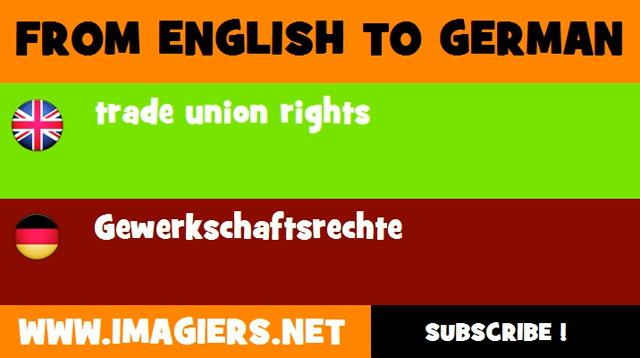 FROM ENGLISH TO GERMAN
trade union rights
Gewerkschaftsrechte
WWW.IMAGIERS.NET
SUBSCRIBE !